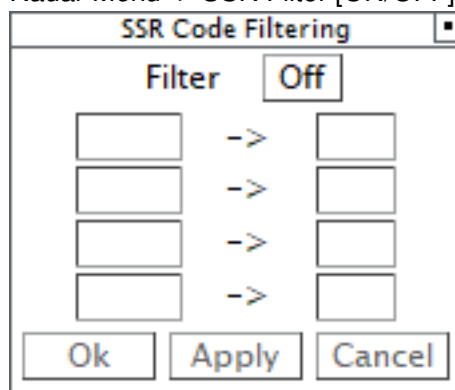 Radar Menu -> SSR Filter [ON/OFF]
SSR Code Filtering
Filter Off
->
->
->
->
Ok Apply Cancel